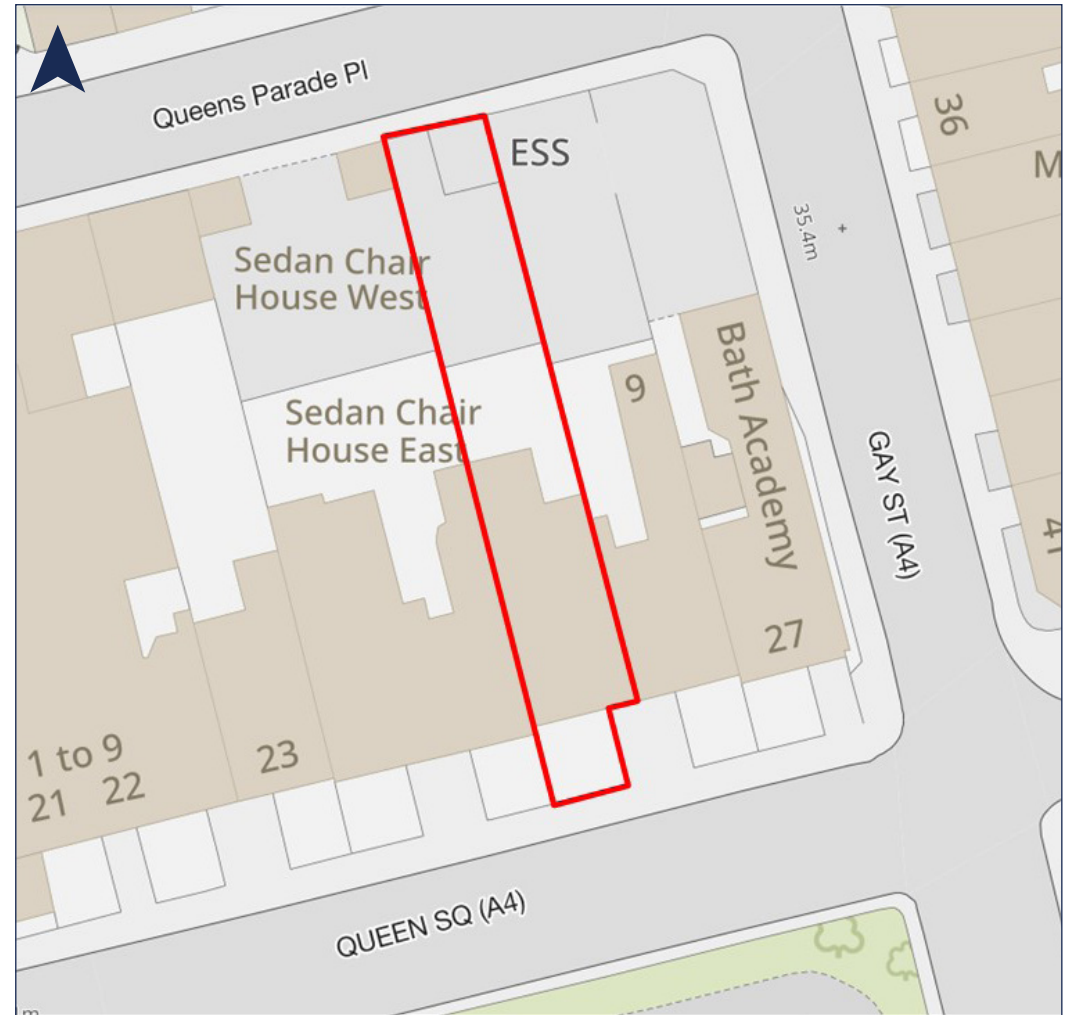 Queens Parade Pl
ESS
36
M
35.4m
Sedan Chair
House West
Sedan Chair
House East
9
Bath Academy
GAY ST (A4)
41
27
1 to 9
21 22
23
QUEEN SQ (A4)
m